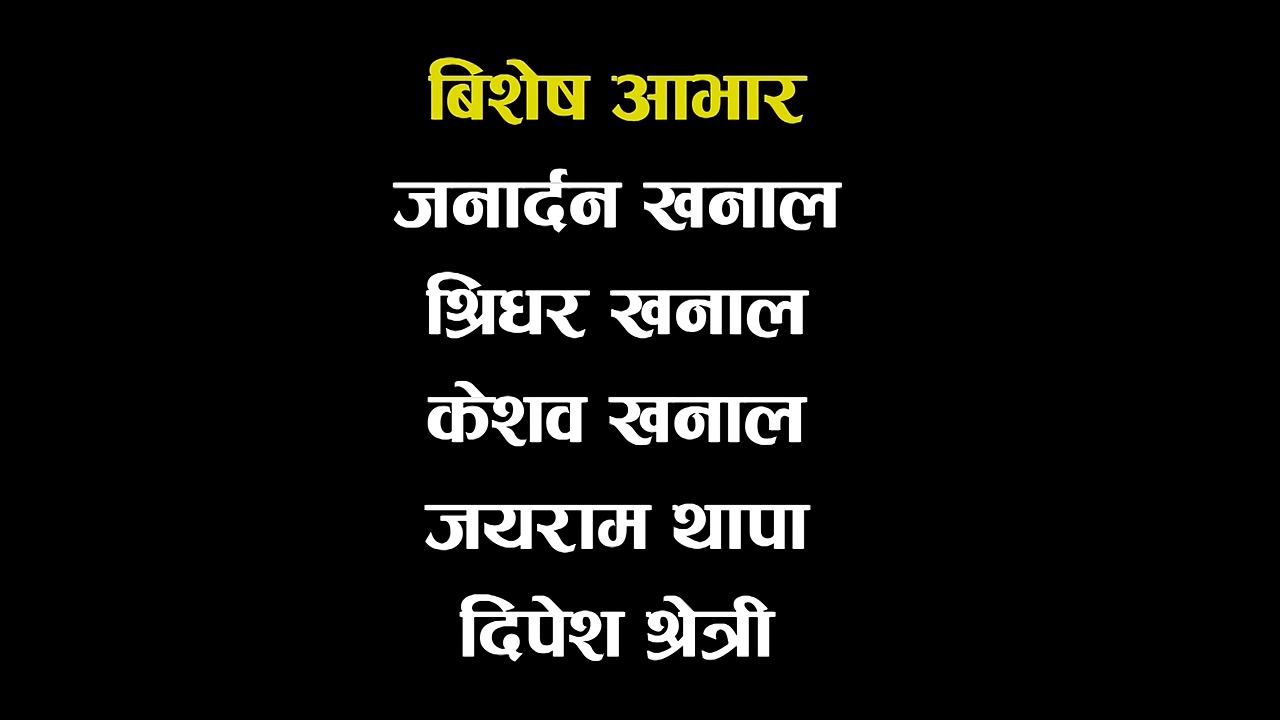 बिशेष आभार
जनार्दन खनाल
श्रिधर खनाल
केशव खनाल
जयराम थापा
दिपेश श्रेत्री